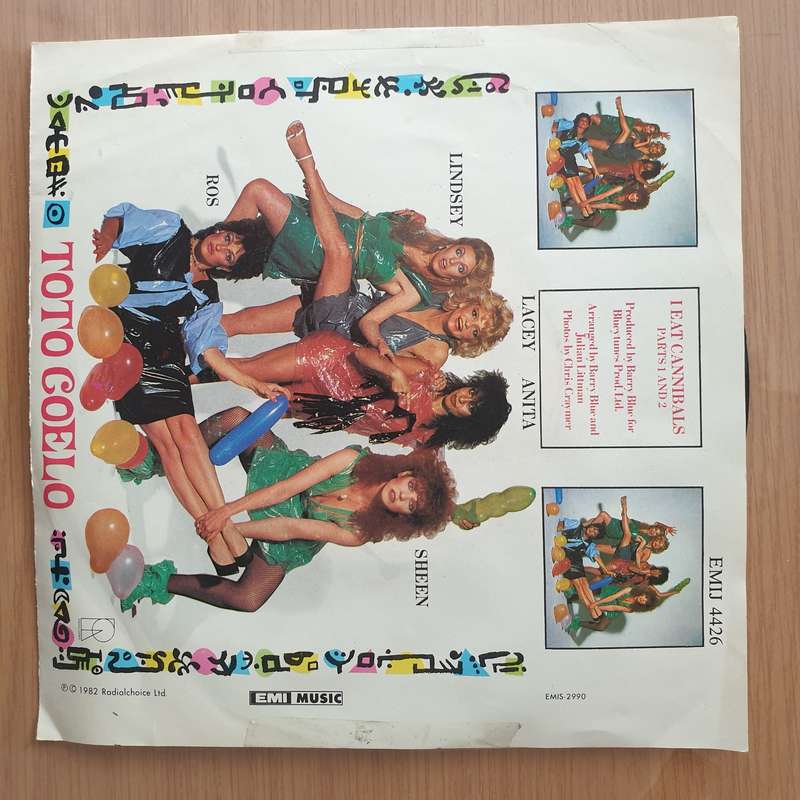 TOTO COELO
ROS
LINDSEY
LACEY
ANITA
SHEEN
I EAT CANNIBALS
PARTS 1 AND 2
Produced by Barry Blue for
Blueytunes Prod. Ltd.
Arranged by Barry Blue and
Julian Littman
Photos by Chris Craymer
EMIJ 4426
℗ © 1982 Radialchoice Ltd.
EMI MUSIC
EMIS-2990